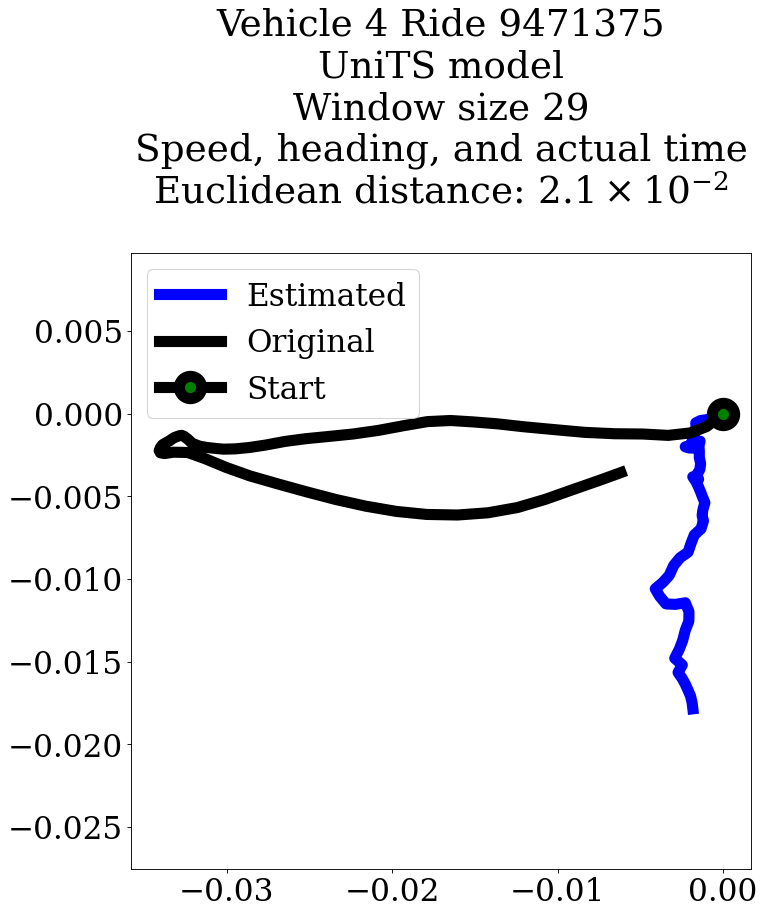 Vehicle 4 Ride 9471375
UniTS model
Window size 29
Speed, heading, and actual time
Euclidean distance: 2.1 × 10⁻²
Estimated
Original
Start
0.005
0.000
−0.005
−0.010
−0.015
−0.020
−0.025
−0.03
−0.02
−0.01
0.00